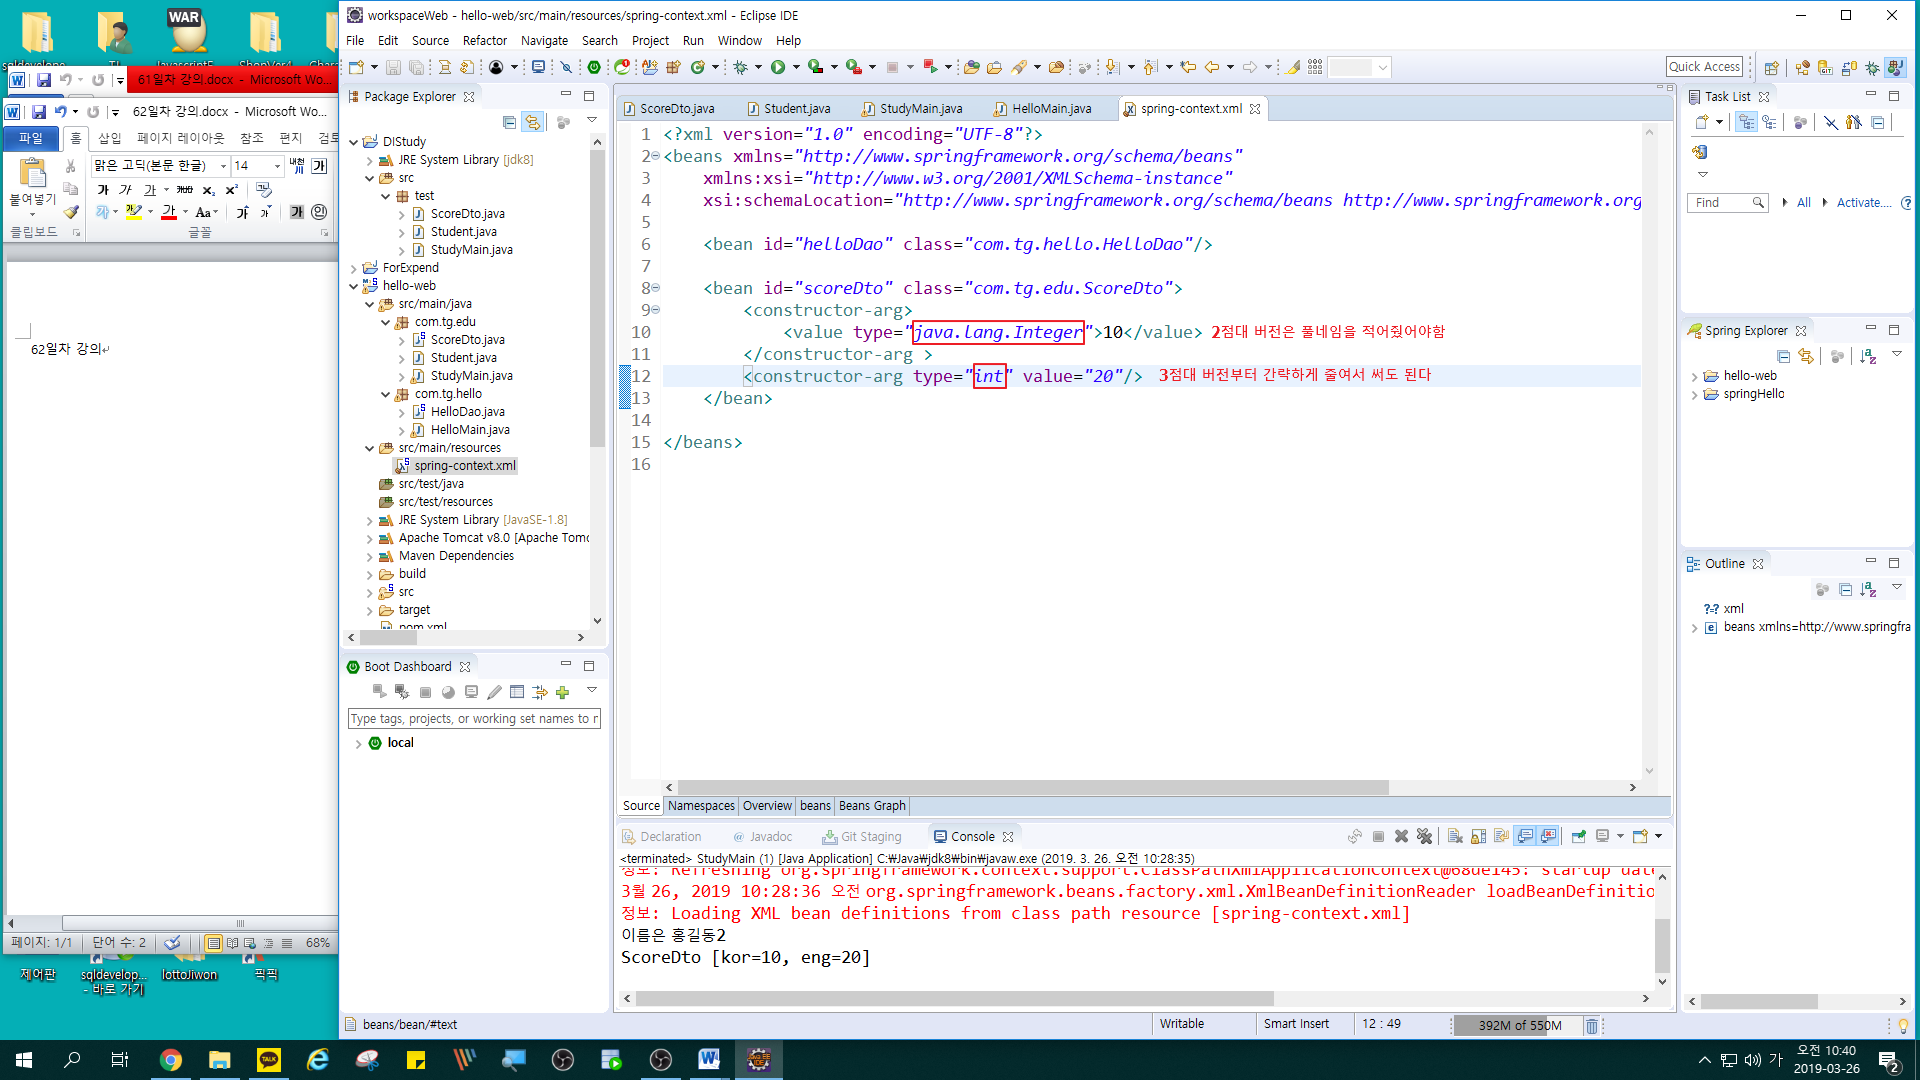 workspaceWeb - hello-web/src/main/resources/spring-context.xml - Eclipse IDE
File Edit Source Refactor Navigate Search Project Run Window Help
Quick Access
WAR
61일차 강의.docx - Microsoft Wo...
62일차 강의.docx - Microsoft Wo...
파일 홈 삽입 페이지 레이아웃 참조 편지 검토
맑은 고딕(본문 한글) 14
붙여넣기
클립보드 글꼴
62일차 강의
페이지: 1/1 단어 수: 2 68%
제어판 sqldevelop... - 바로 가기 lottoJiwon 픽픽
Package Explorer
DIStudy
JRE System Library [jdk8]
src
test
ScoreDto.java
Student.java
StudyMain.java
ForExpend
hello-web
src/main/java
com.tg.edu
ScoreDto.java
Student.java
StudyMain.java
com.tg.hello
HelloDao.java
HelloMain.java
src/main/resources
spring-context.xml
src/test/java
src/test/resources
JRE System Library [JavaSE-1.8]
Apache Tomcat v8.0 [Apache Tomc
Maven Dependencies
build
src
target
pom.xml
Boot Dashboard
Type tags, projects, or working set names to r
local
ScoreDto.java Student.java StudyMain.java HelloMain.java spring-context.xml
1 <?xml version="1.0" encoding="UTF-8"?>
2 <beans xmlns="http://www.springframework.org/schema/beans"
3 xmlns:xsi="http://www.w3.org/2001/XMLSchema-instance"
4 xsi:schemaLocation="http://www.springframework.org/schema/beans http://www.springframework.org
5
6 <bean id="helloDao" class="com.tg.hello.HelloDao"/>
7
8 <bean id="scoreDto" class="com.tg.edu.ScoreDto">
9 <constructor-arg>
10 <value type="java.lang.Integer">10</value> 2점대 버전은 풀네임을 적어줬어야함
11 </constructor-arg >
12 <constructor-arg type="int" value="20"/> 3점대 버전부터 간략하게 줄여서 써도 된다
13 </bean>
14
15 </beans>
16
Source Namespaces Overview beans Beans Graph
Declaration Javadoc Git Staging Console
<terminated> StudyMain (1) [Java Application] C:₩Java₩jdk8₩bin₩javaw.exe (2019. 3. 26. 오전 10:28:35)
정보: Refreshing org.springframework.context.support.ClassPathXmlApplicationContext@68de145: startup date
3월 26, 2019 10:28:36 오전 org.springframework.beans.factory.xml.XmlBeanDefinitionReader loadBeanDefinitio
정보: Loading XML bean definitions from class path resource [spring-context.xml]
이름은 홍길동2
ScoreDto [kor=10, eng=20]
Task List
Find All Activate...
Spring Explorer
hello-web
springHello
Outline
xml
beans xmlns=http://www.springfra
beans/bean/#text Writable Smart Insert 12 : 49 392M of 550M
TALK
가 오전 10:40
2019-03-26
2